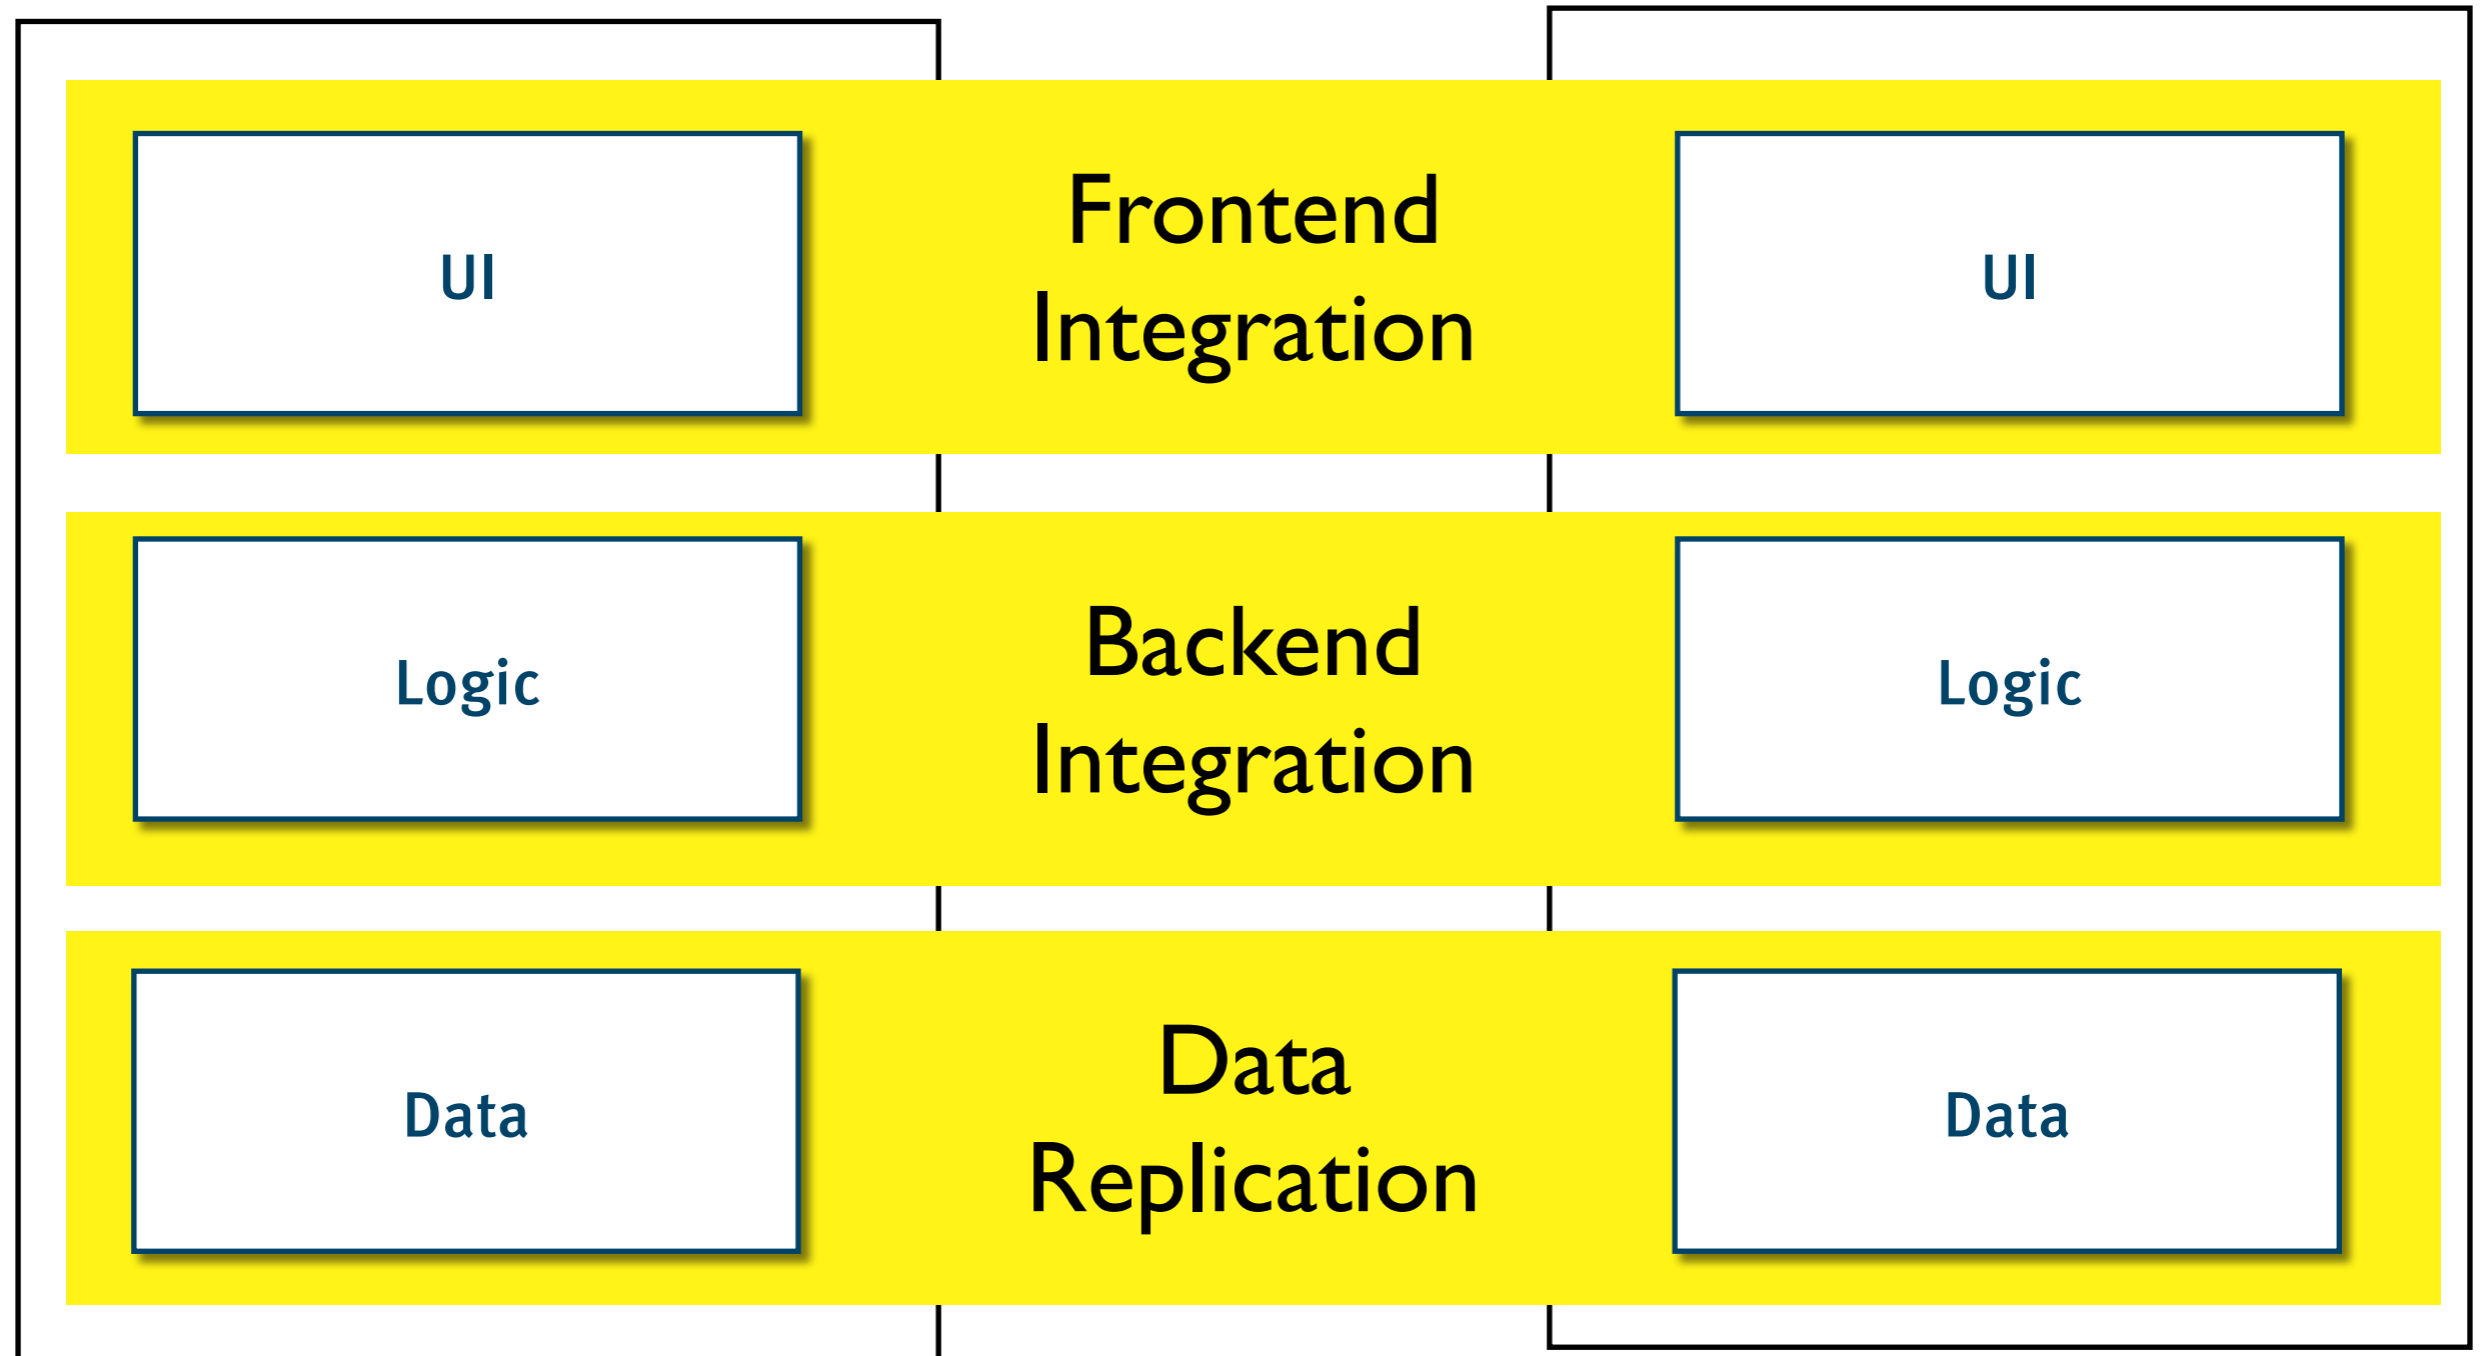 UI
Frontend
Integration
UI
Logic
Backend
Integration
Logic
Data
Data
Replication
Data